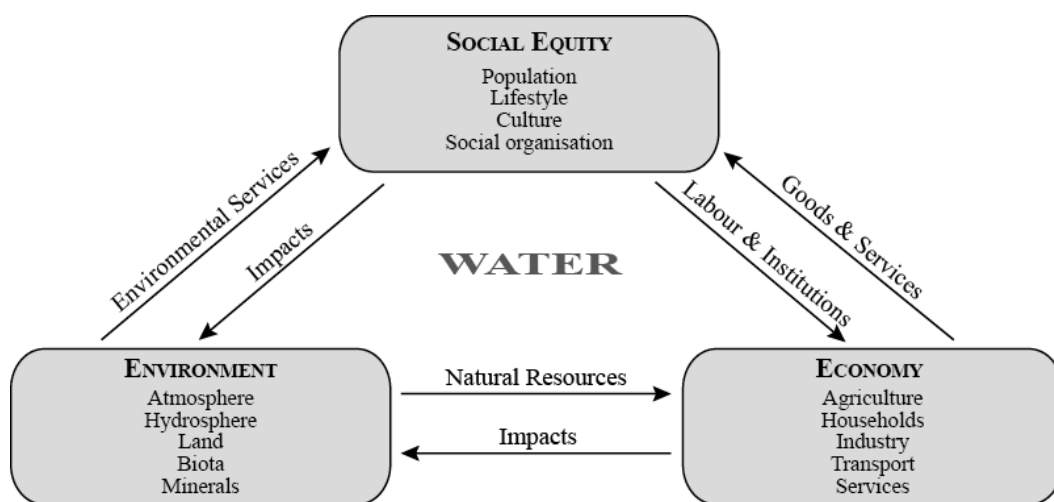 SOCIAL EQUITY
Population
Lifestyle
Culture
Social organisation
Environmental Services
Impacts
WATER
Labour & Institutions
Goods & Services
ENVIRONMENT
Atmosphere
Hydrosphere
Land
Biota
Minerals
Natural Resources
Impacts
ECONOMY
Agriculture
Households
Industry
Transport
Services